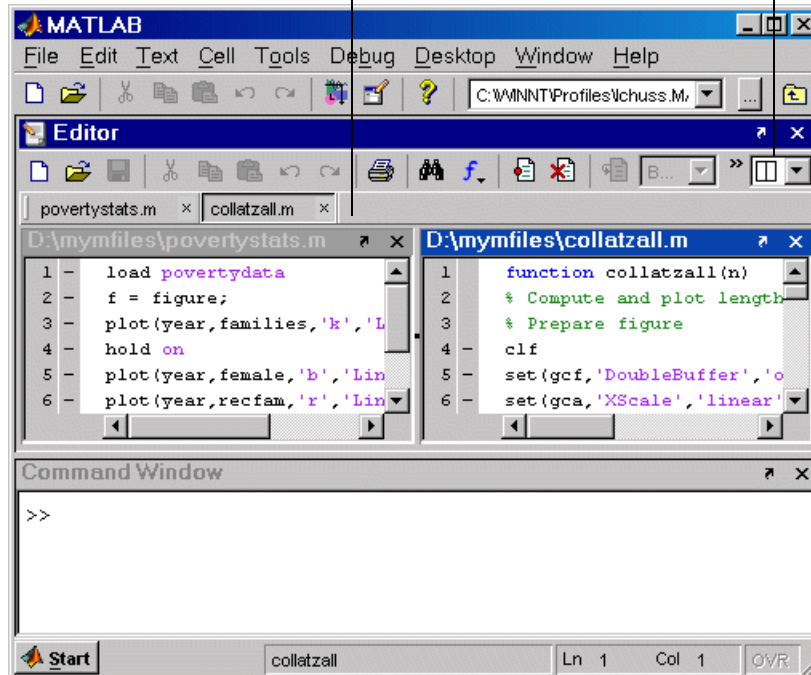 MATLAB
File Edit Text Cell Tools Debug Desktop Window Help
C:\WINNT\Profiles\lchuss.MA ...
Editor
B... »
povertystats.m × collatzall.m ×
D:\mymfiles\povertystats.m
1 – load povertydata
2 – f = figure;
3 – plot(year,families,'k','L
4 – hold on
5 – plot(year,female,'b','Lin
6 – plot(year,recfam,'r','Lin
D:\mymfiles\collatzall.m
1 function collatzall(n)
2 % Compute and plot length
3 % Prepare figure
4 – clf
5 – set(gcf,'DoubleBuffer','o
6 – set(gca,'XScale','linear'
Command Window
>>
Start collatzall Ln 1 Col 1 OVR